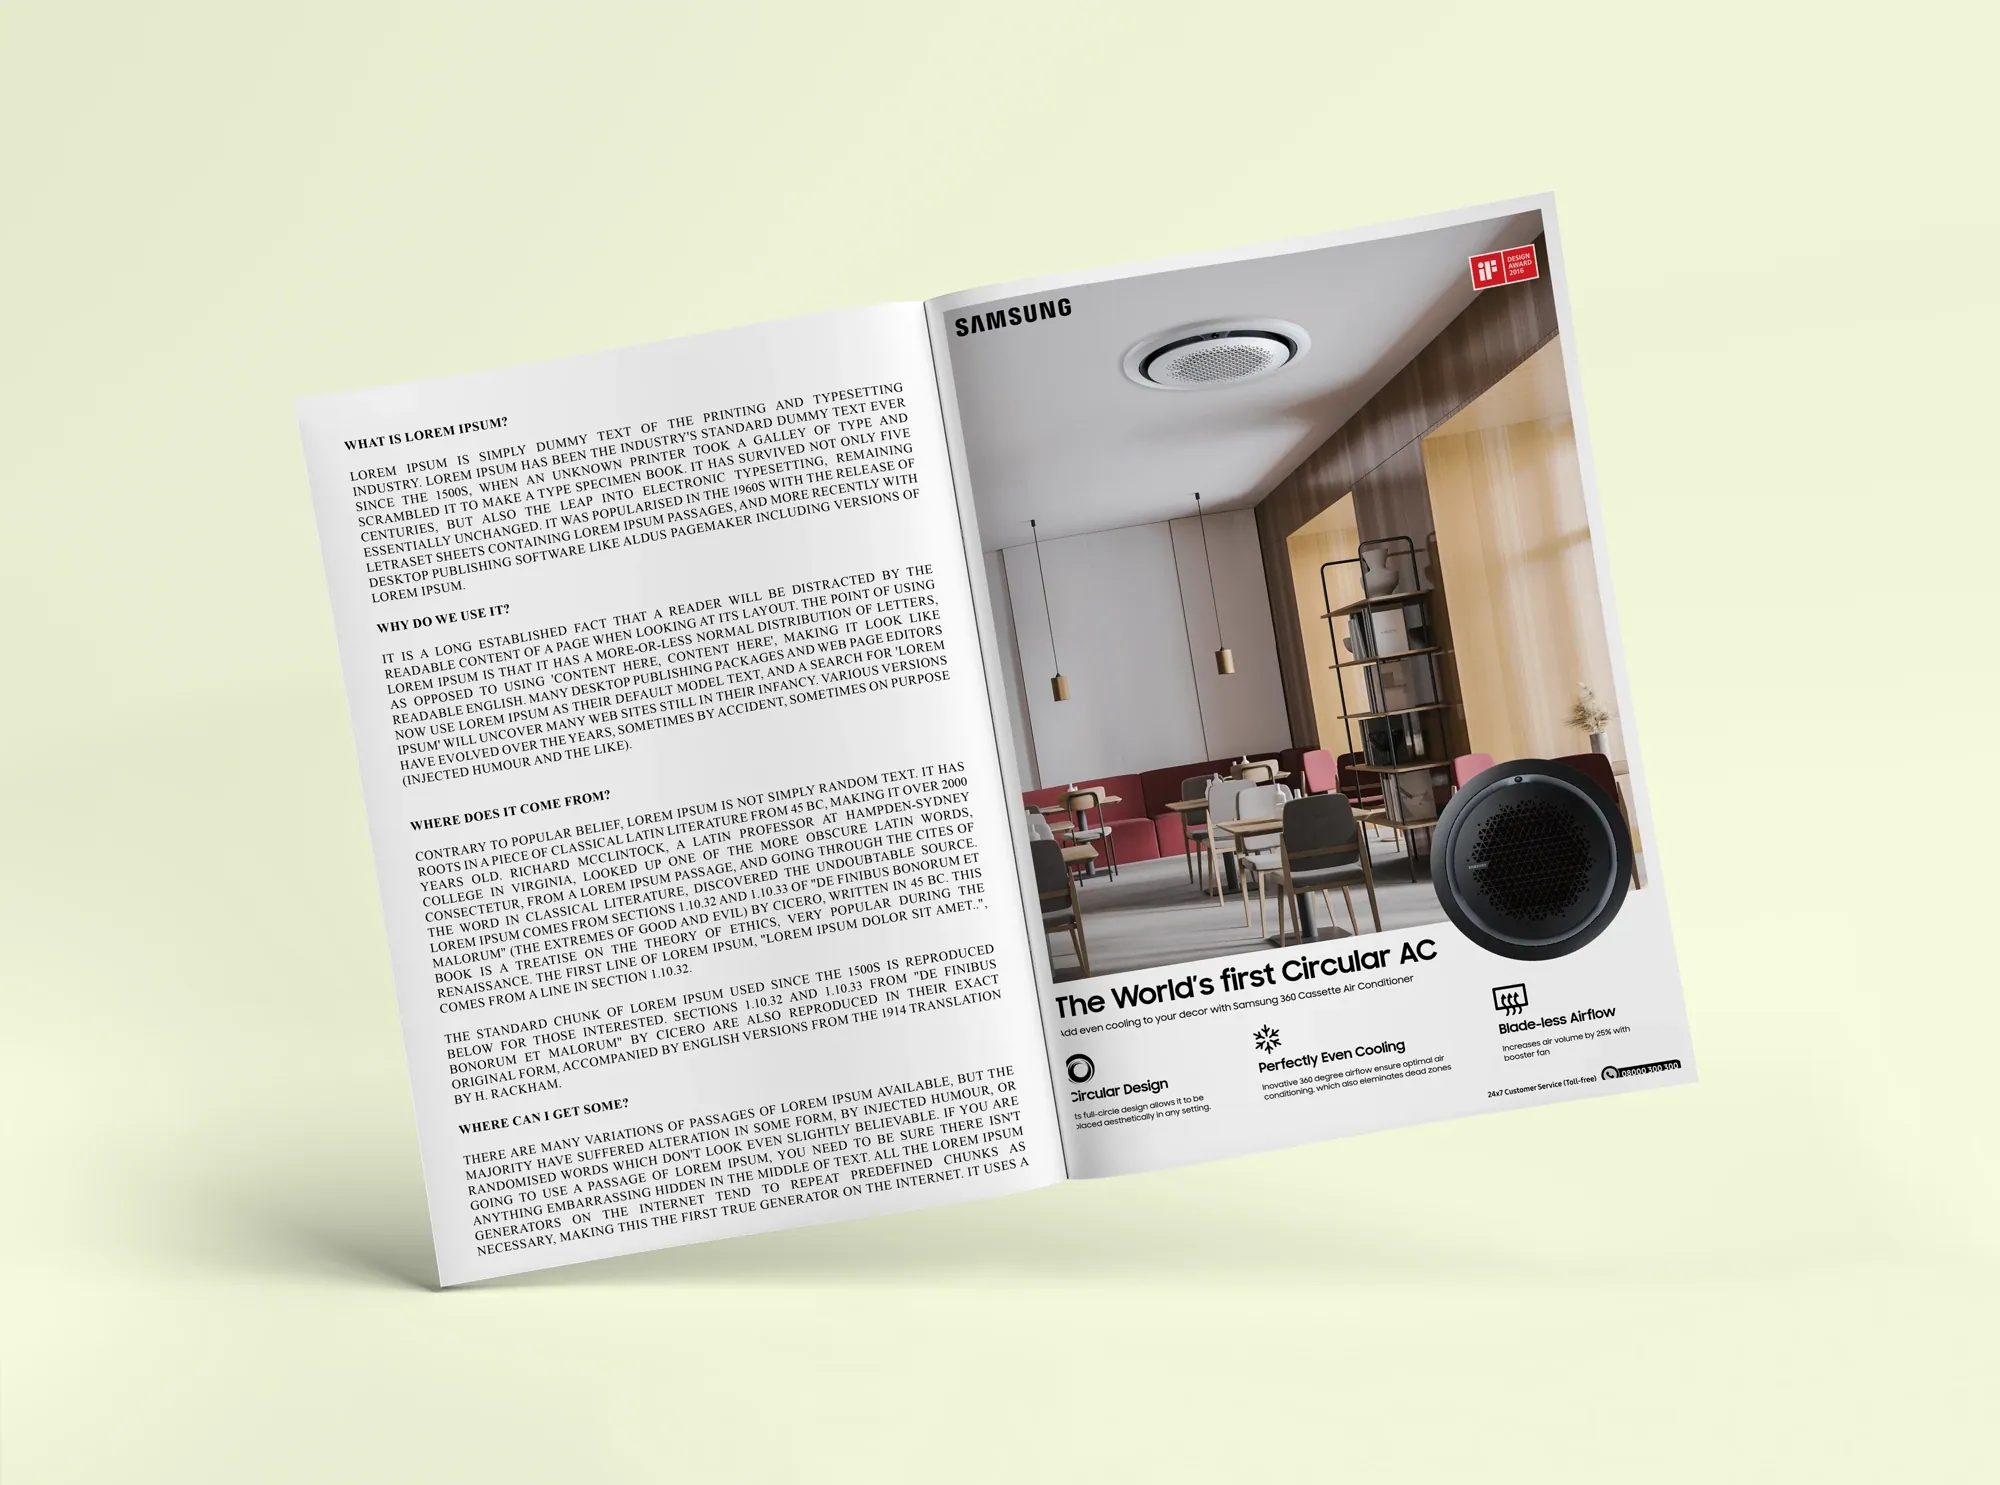 WHAT IS LOREM IPSUM?
LOREM IPSUM IS SIMPLY DUMMY TEXT OF THE PRINTING AND TYPESETTING
INDUSTRY. LOREM IPSUM HAS BEEN THE INDUSTRY'S STANDARD DUMMY TEXT EVER
SINCE THE 1500S, WHEN AN UNKNOWN PRINTER TOOK A GALLEY OF TYPE AND
SCRAMBLED IT TO MAKE A TYPE SPECIMEN BOOK. IT HAS SURVIVED NOT ONLY FIVE
CENTURIES, BUT ALSO THE LEAP INTO ELECTRONIC TYPESETTING, REMAINING
ESSENTIALLY UNCHANGED. IT WAS POPULARISED IN THE 1960S WITH THE RELEASE OF
LETRASET SHEETS CONTAINING LOREM IPSUM PASSAGES, AND MORE RECENTLY WITH
DESKTOP PUBLISHING SOFTWARE LIKE ALDUS PAGEMAKER INCLUDING VERSIONS OF
LOREM IPSUM.
WHY DO WE USE IT?
IT IS A LONG ESTABLISHED FACT THAT A READER WILL BE DISTRACTED BY THE
READABLE CONTENT OF A PAGE WHEN LOOKING AT ITS LAYOUT. THE POINT OF USING
LOREM IPSUM IS THAT IT HAS A MORE-OR-LESS NORMAL DISTRIBUTION OF LETTERS,
AS OPPOSED TO USING 'CONTENT HERE, CONTENT HERE', MAKING IT LOOK LIKE
READABLE ENGLISH. MANY DESKTOP PUBLISHING PACKAGES AND WEB PAGE EDITORS
NOW USE LOREM IPSUM AS THEIR DEFAULT MODEL TEXT, AND A SEARCH FOR 'LOREM
IPSUM' WILL UNCOVER MANY WEB SITES STILL IN THEIR INFANCY. VARIOUS VERSIONS
HAVE EVOLVED OVER THE YEARS, SOMETIMES BY ACCIDENT, SOMETIMES ON PURPOSE
(INJECTED HUMOUR AND THE LIKE).
WHERE DOES IT COME FROM?
CONTRARY TO POPULAR BELIEF, LOREM IPSUM IS NOT SIMPLY RANDOM TEXT. IT HAS
ROOTS IN A PIECE OF CLASSICAL LATIN LITERATURE FROM 45 BC, MAKING IT OVER 2000
YEARS OLD. RICHARD MCCLINTOCK, A LATIN PROFESSOR AT HAMPDEN-SYDNEY
COLLEGE IN VIRGINIA, LOOKED UP ONE OF THE MORE OBSCURE LATIN WORDS,
CONSECTETUR, FROM A LOREM IPSUM PASSAGE, AND GOING THROUGH THE CITES OF
THE WORD IN CLASSICAL LITERATURE, DISCOVERED THE UNDOUBTABLE SOURCE.
LOREM IPSUM COMES FROM SECTIONS 1.10.32 AND 1.10.33 OF "DE FINIBUS BONORUM ET
MALORUM" (THE EXTREMES OF GOOD AND EVIL) BY CICERO, WRITTEN IN 45 BC. THIS
BOOK IS A TREATISE ON THE THEORY OF ETHICS, VERY POPULAR DURING THE
RENAISSANCE. THE FIRST LINE OF LOREM IPSUM, "LOREM IPSUM DOLOR SIT AMET..",
COMES FROM A LINE IN SECTION 1.10.32.
THE STANDARD CHUNK OF LOREM IPSUM USED SINCE THE 1500S IS REPRODUCED
BELOW FOR THOSE INTERESTED. SECTIONS 1.10.32 AND 1.10.33 FROM "DE FINIBUS
BONORUM ET MALORUM" BY CICERO ARE ALSO REPRODUCED IN THEIR EXACT
ORIGINAL FORM, ACCOMPANIED BY ENGLISH VERSIONS FROM THE 1914 TRANSLATION
BY H. RACKHAM.
WHERE CAN I GET SOME?
THERE ARE MANY VARIATIONS OF PASSAGES OF LOREM IPSUM AVAILABLE, BUT THE
MAJORITY HAVE SUFFERED ALTERATION IN SOME FORM, BY INJECTED HUMOUR, OR
RANDOMISED WORDS WHICH DON'T LOOK EVEN SLIGHTLY BELIEVABLE. IF YOU ARE
GOING TO USE A PASSAGE OF LOREM IPSUM, YOU NEED TO BE SURE THERE ISN'T
ANYTHING EMBARRASSING HIDDEN IN THE MIDDLE OF TEXT. ALL THE LOREM IPSUM
GENERATORS ON THE INTERNET TEND TO REPEAT PREDEFINED CHUNKS AS
NECESSARY, MAKING THIS THE FIRST TRUE GENERATOR ON THE INTERNET. IT USES A
SAMSUNG
iF DESIGN
AWARD
2016
The World's first Circular AC
Add even cooling to your decor with Samsung 360 Cassette Air Conditioner
Circular Design
ts full-circle design allows it to be
placed aesthetically in any setting.
Perfectly Even Cooling
Inovative 360 degree airflow ensure optimal air
conditioning, which also eleminates dead zones
Blade-less Airflow
Increases air volume by 25% with
booster fan
24x7 Customer Service (Toll-free) 08000 300 300